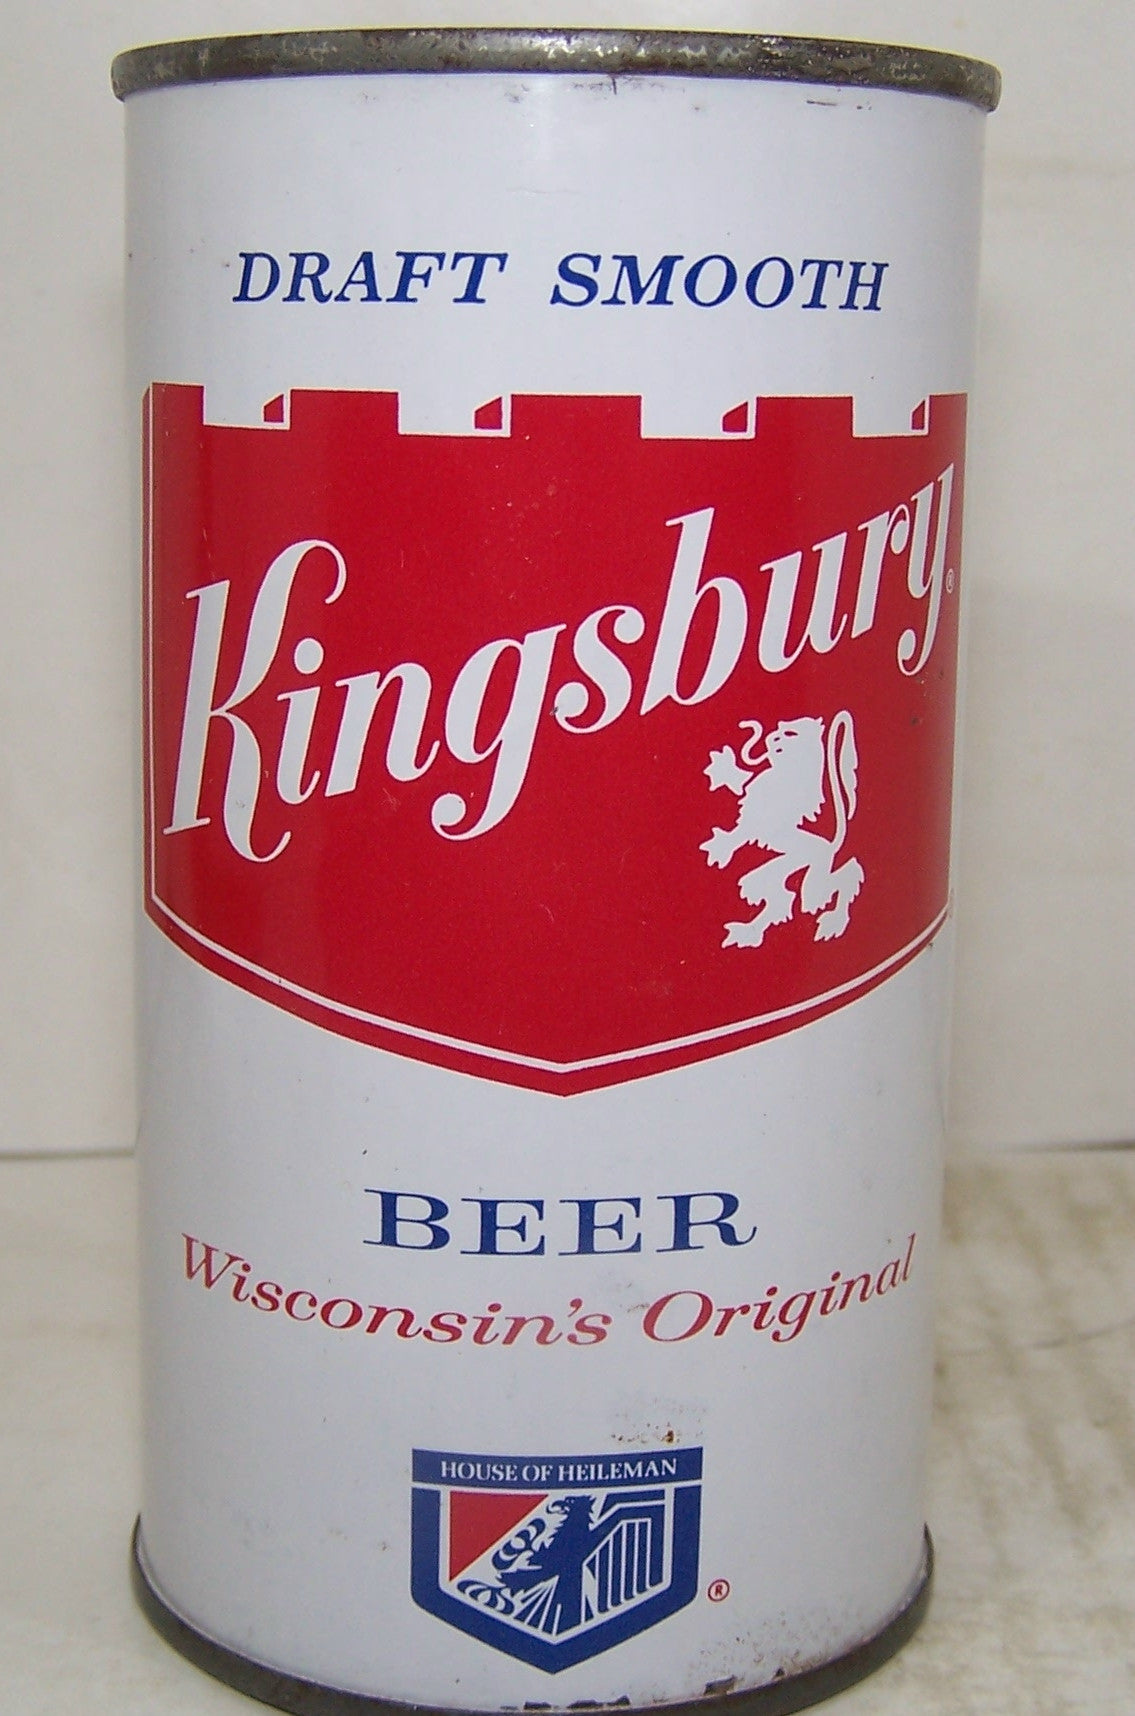 DRAFT SMOOTH
Kingsbury®
BEER
Wisconsin's Original
HOUSE OF HEILEMAN
®